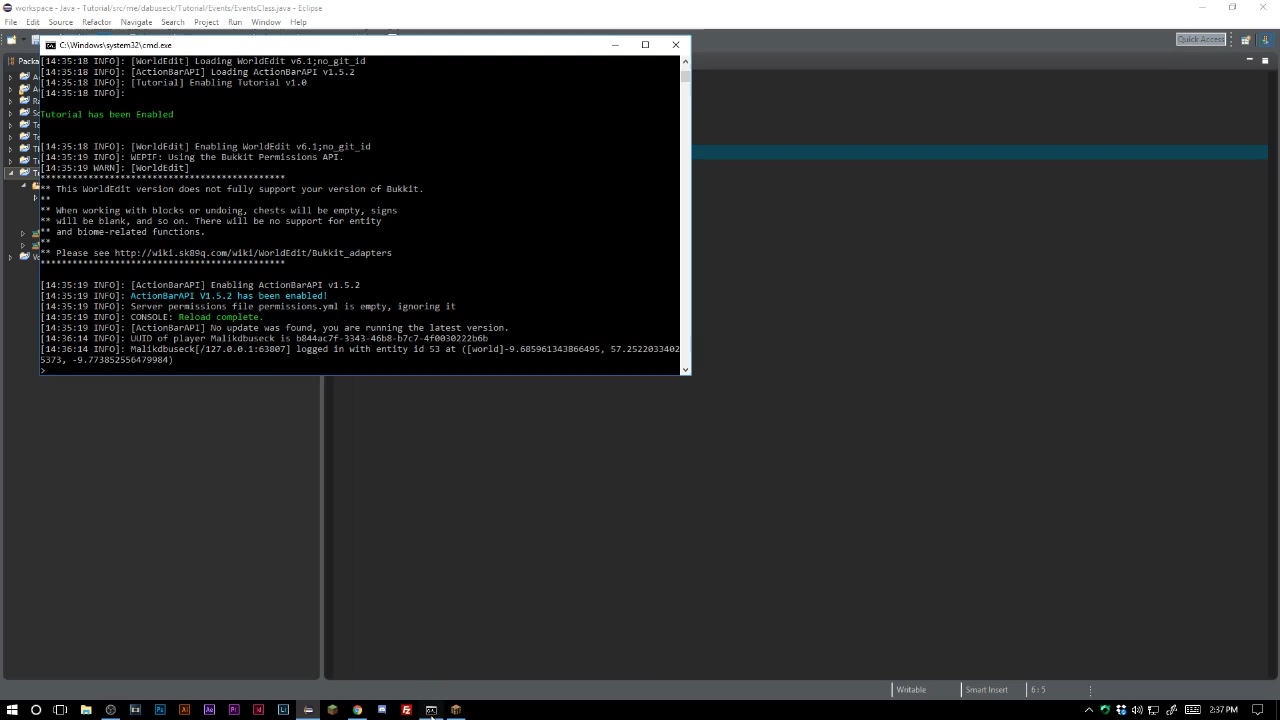 workspace - Java - Tutorial/src/me/dabuseck/Tutorial/Events/EventsClass.java - Eclipse
File Edit Source Refactor Navigate Search Project Run Window Help
Quick Access
C:\Windows\system32\cmd.exe
Packa
[14:35:18 INFO]: [WorldEdit] Loading WorldEdit v6.1;no_git_id
[14:35:18 INFO]: [ActionBarAPI] Loading ActionBarAPI v1.5.2
[14:35:18 INFO]: [Tutorial] Enabling Tutorial v1.0
[14:35:18 INFO]:
Tutorial has been Enabled
[14:35:18 INFO]: [WorldEdit] Enabling WorldEdit v6.1;no_git_id
[14:35:19 INFO]: WEPIF: Using the Bukkit Permissions API.
[14:35:19 WARN]: [WorldEdit]
**********************************************
** This WorldEdit version does not fully support your version of Bukkit.
**
** When working with blocks or undoing, chests will be empty, signs
** will be blank, and so on. There will be no support for entity
** and biome-related functions.
**
** Please see http://wiki.sk89q.com/wiki/WorldEdit/Bukkit_adapters
**********************************************
[14:35:19 INFO]: [ActionBarAPI] Enabling ActionBarAPI v1.5.2
[14:35:19 INFO]: ActionBarAPI V1.5.2 has been enabled!
[14:35:19 INFO]: Server permissions file permissions.yml is empty, ignoring it
[14:35:19 INFO]: CONSOLE: Reload complete.
[14:35:19 INFO]: [ActionBarAPI] No update was found, you are running the latest version.
[14:36:14 INFO]: UUID of player Malikdbuseck is b844ac7f-3343-46b8-b7c7-4f0030222b6b
[14:36:14 INFO]: Malikdbuseck[/127.0.0.1:63807] logged in with entity id 53 at ([world]-9.685961343866495, 57.2522033402
5373, -9.773852556479984)
>
Writable Smart Insert 6 : 5
2:37 PM